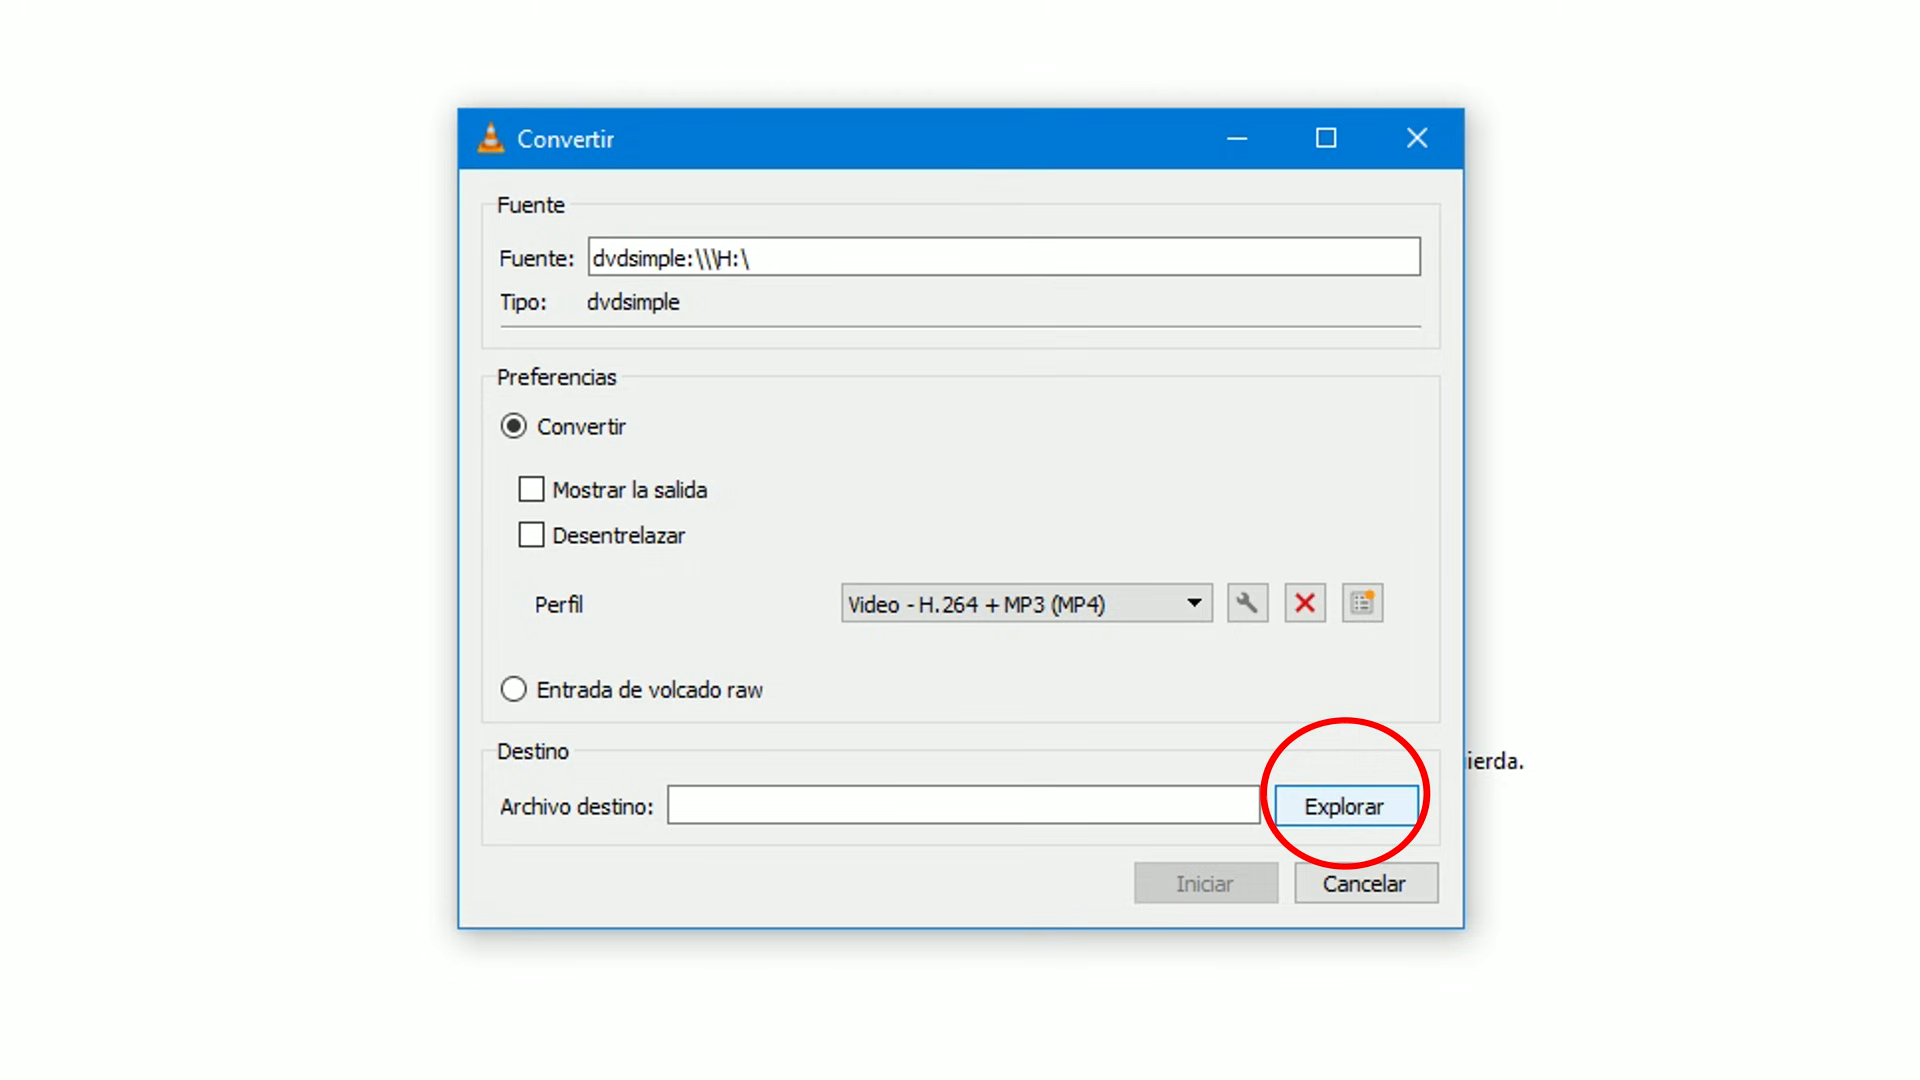 Convertir
Fuente
Fuente: dvdsimple:\\\H:\
Tipo: dvdsimple
Preferencias
Convertir
Mostrar la salida
Desentrelazar
Perfil Video - H.264 + MP3 (MP4)
Entrada de volcado raw
Destino
ierda.
Archivo destino: Explorar
Iniciar Cancelar